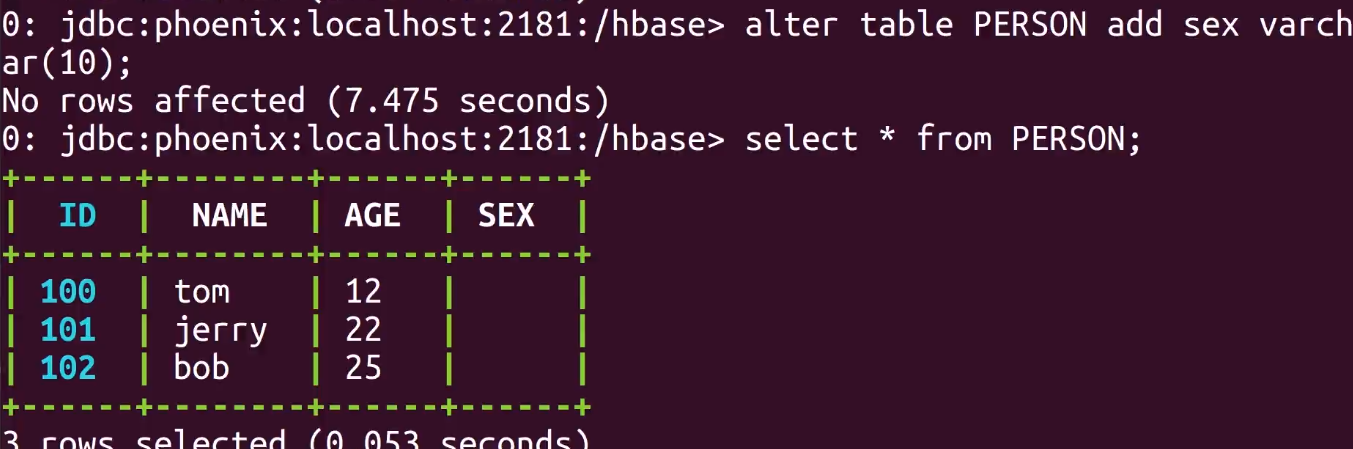 0: jdbc:phoenix:localhost:2181:/hbase> alter table PERSON add sex varch
ar(10);
No rows affected (7.475 seconds)
0: jdbc:phoenix:localhost:2181:/hbase> select * from PERSON;
+------+--------+------+------+
| ID | NAME | AGE | SEX |
+------+--------+------+------+
| 100 | tom | 12 | |
| 101 | jerry | 22 | |
| 102 | bob | 25 | |
+------+--------+------+------+
3 rows selected (0.053 seconds)